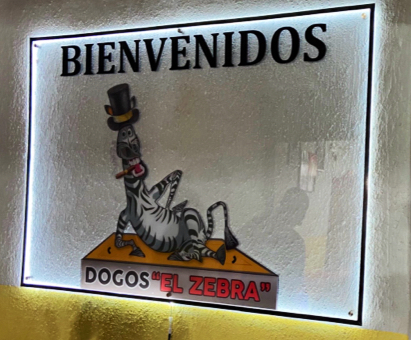 BIENVENIDOS
DOGOS "EL ZEBRA"